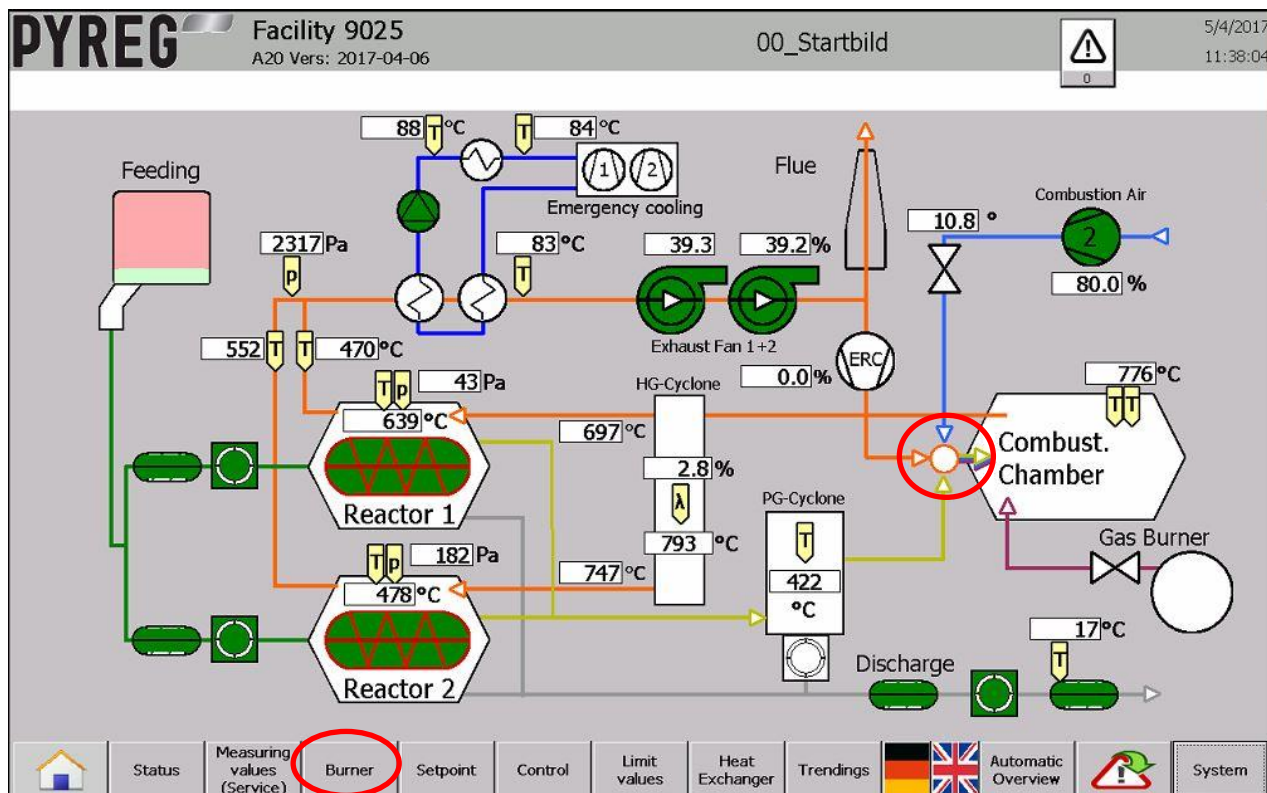 PYREG
Facility 9025
A20 Vers: 2017-04-06
00_Startbild
0
5/4/2017
11:38:04
88 T °C
T 84 °C
1 2
Emergency cooling
Feeding
Flue
Combustion Air
2
80.0 %
10.8 °
2317 Pa
p
83 °C
T
39.3
39.2 %
Exhaust Fan 1+2
ERC
0.0 %
552 T
T 470 °C
T p
43 Pa
639 °C
Reactor 1
HG-Cyclone
697 °C
2.8 %
λ
793 °C
747 °C
776 °C
T T
Combust.
Chamber
PG-Cyclone
T
422
°C
Gas Burner
T p
182 Pa
478 °C
Reactor 2
Discharge
17 °C
T
Status
Measuring
values
(Service)
Burner
Setpoint
Control
Limit
values
Heat
Exchanger
Trendings
Automatic
Overview
System